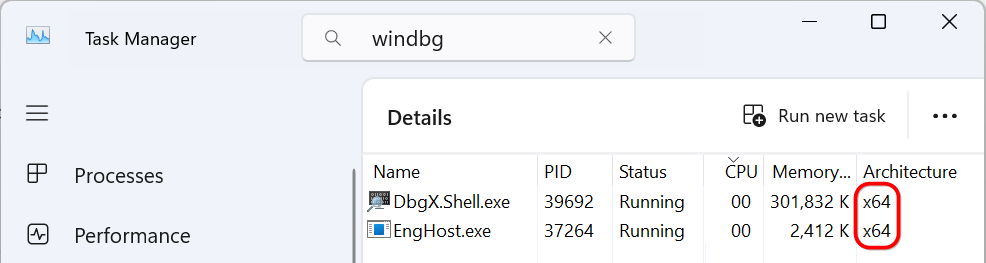 Task Manager
windbg
Details
Run new task
Processes
Performance
Name PID Status CPU Memory... Architecture
DbgX.Shell.exe 39692 Running 00 301,832 K x64
EngHost.exe 37264 Running 00 2,412 K x64